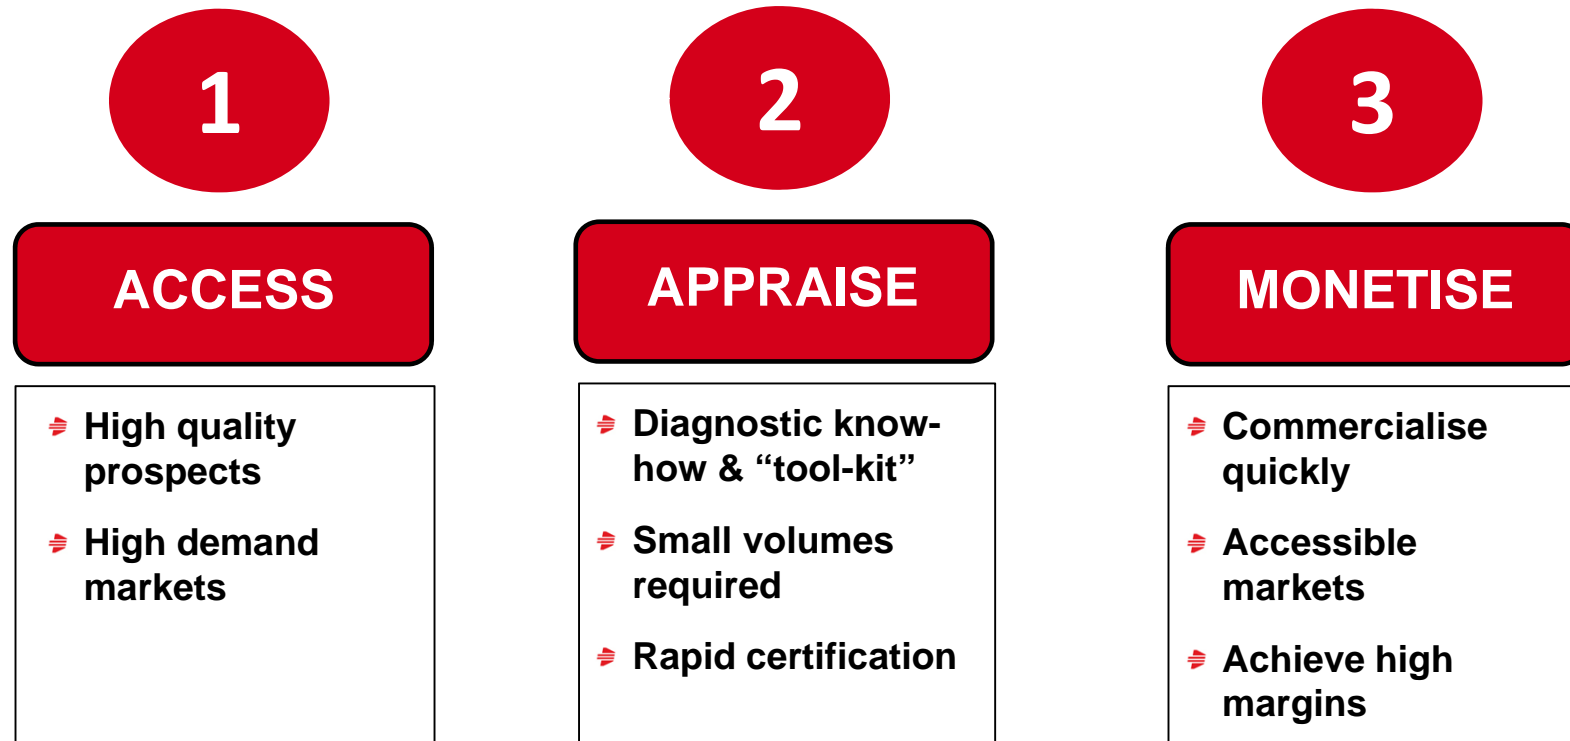 1
ACCESS
High quality
prospects
High demand
markets
2
APPRAISE
Diagnostic know-
how & “tool-kit”
Small volumes
required
Rapid certification
3
MONETISE
Commercialise
quickly
Accessible
markets
Achieve high
margins